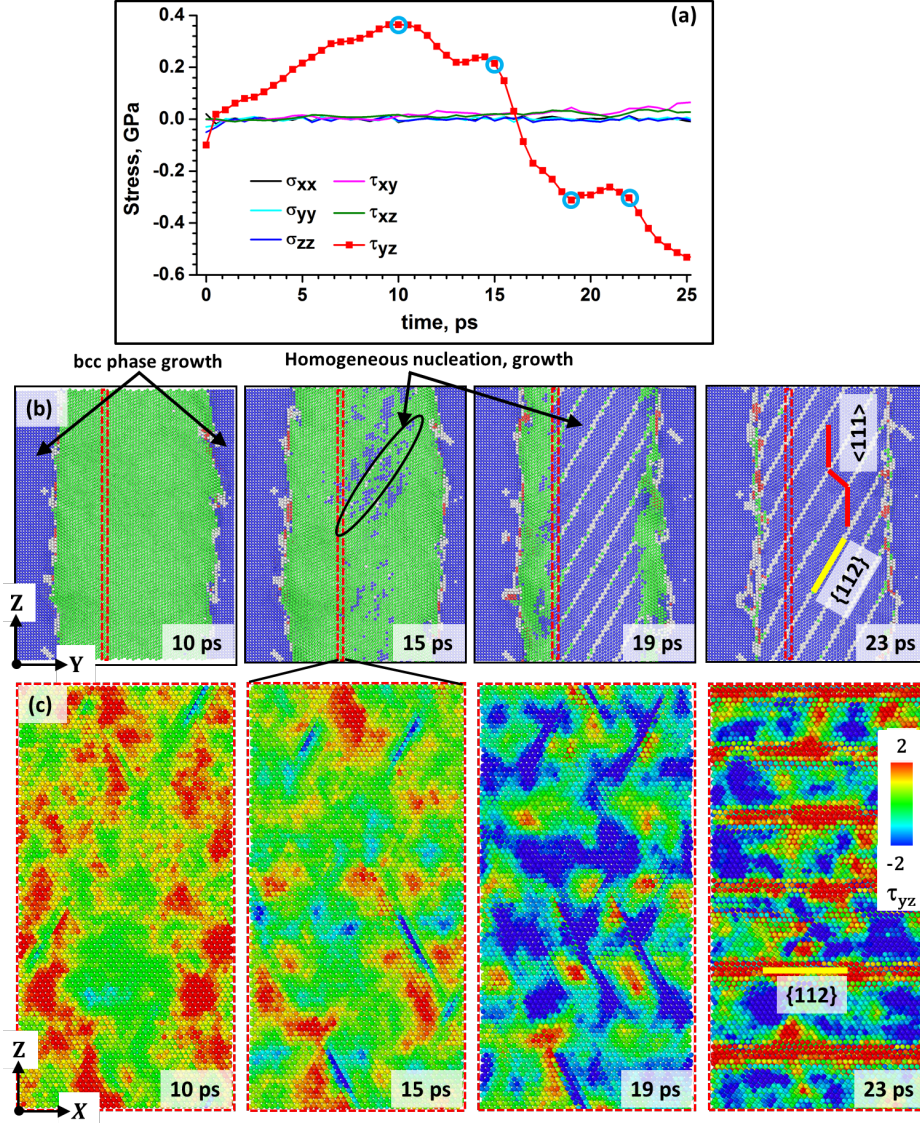 (a)
0.4
0.2
0.0
-0.2
-0.4
-0.6
Stress, GPa
σxx
σyy
σzz
τxy
τxz
τyz
0 5 10 15 20 25
time, ps
bcc phase growth
Homogeneous nucleation, growth
(b)
Z
Y
10 ps
15 ps
19 ps
<111>
{112}
23 ps
(c)
Z
X
10 ps
15 ps
19 ps
2
-2
τyz
{112}
23 ps